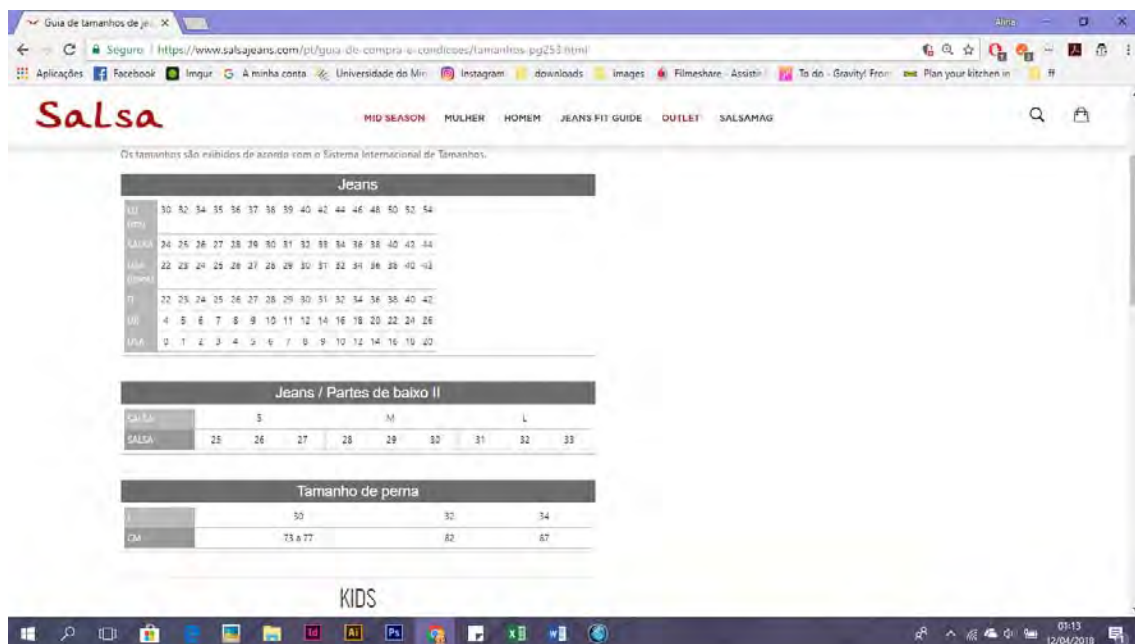 Guia de tamanhos de je
Seguro https://www.salsajeans.com/pt/guia-de-compra-e-condicoes/tamanhos-pg253.html
Aplicações Facebook Imgur A minha conta Universidade do Min Instagram downloads images Filmeshare - Assistir To do - Gravity! From Plan your kitchen in
Salsa MID SEASON MULHER HOMEM JEANS FIT GUIDE OUTLET SALSAMAG
Os tamanhos são exibidos de acordo com o Sistema Internacional de Tamanhos.
Jeans
30 32 34 35 36 37 38 39 40 42 44 46 48 50 52 54
SALSA 24 25 26 27 28 29 30 31 32 33 34 36 38 40 42 44
22 23 24 25 26 27 28 29 30 31 32 34 36 38 40 42
22 23 24 25 26 27 28 29 30 31 32 34 36 38 40 42
4 5 6 7 8 9 10 11 12 14 16 18 20 22 24 26
USA 0 1 2 3 4 5 6 7 8 9 10 12 14 16 18 20
Jeans / Partes de baixo II
SALSA S M L
SALSA 25 26 27 28 29 30 31 32 33
Tamanho de perna
30 32 34
CM 73 a 77 82 87
KIDS
01:13
12/04/2018